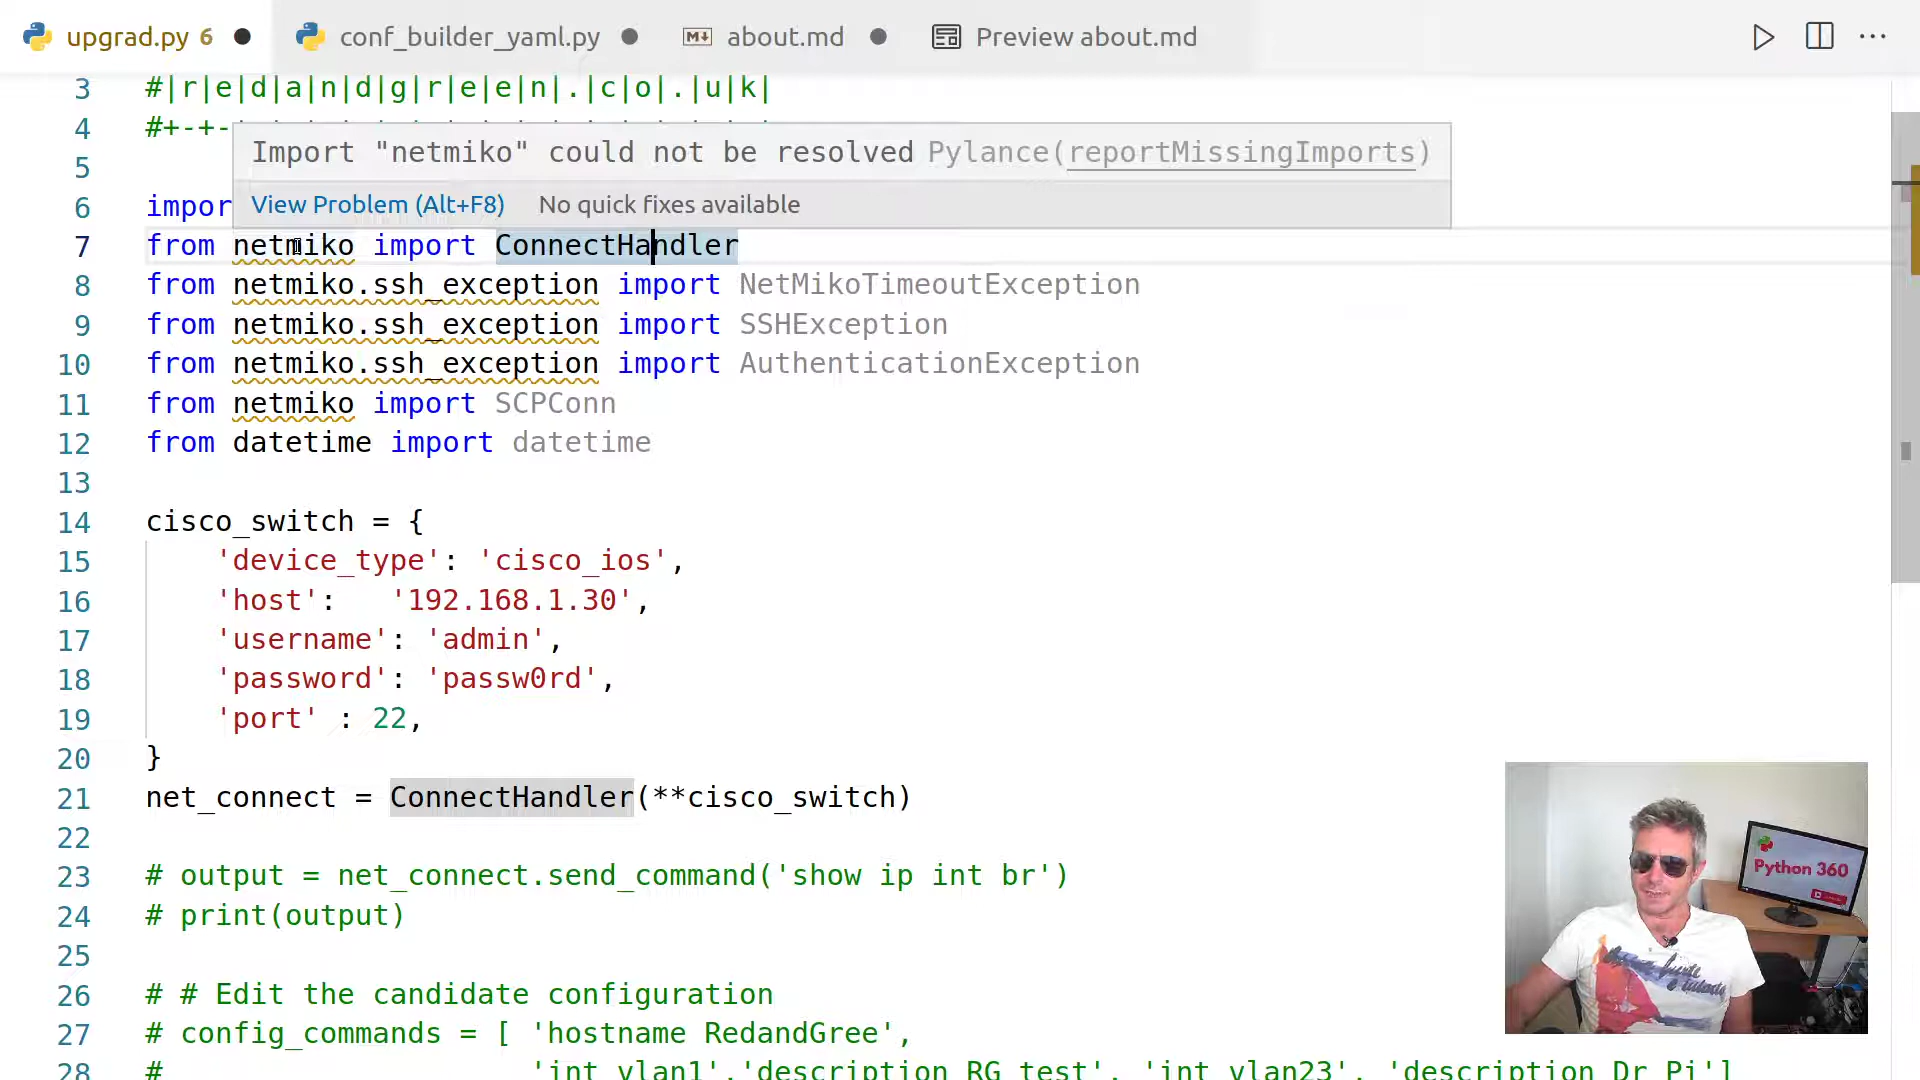 upgrad.py 6
conf_builder_yaml.py
about.md
Preview about.md
3 #|r|e|d|a|n|d|g|r|e|e|n|.|c|o|.|u|k|
4 #+-+-
Import "netmiko" could not be resolved Pylance(reportMissingImports)
5
View Problem (Alt+F8) No quick fixes available
6 impor
7 from netmiko import ConnectHandler
8 from netmiko.ssh_exception import NetMikoTimeoutException
9 from netmiko.ssh_exception import SSHException
10 from netmiko.ssh_exception import AuthenticationException
11 from netmiko import SCPConn
12 from datetime import datetime
13
14 cisco_switch = {
15 'device_type': 'cisco_ios',
16 'host':   '192.168.1.30',
17 'username': 'admin',
18 'password': 'passw0rd',
19 'port' : 22,
20 }
21 net_connect = ConnectHandler(**cisco_switch)
22
23 # output = net_connect.send_command('show ip int br')
24 # print(output)
25
26 # # Edit the candidate configuration
27 # config_commands = [ 'hostname RedandGree',
28 # 'int vlan1','description RG test', 'int vlan23', 'description Dr Pi']
Python 360